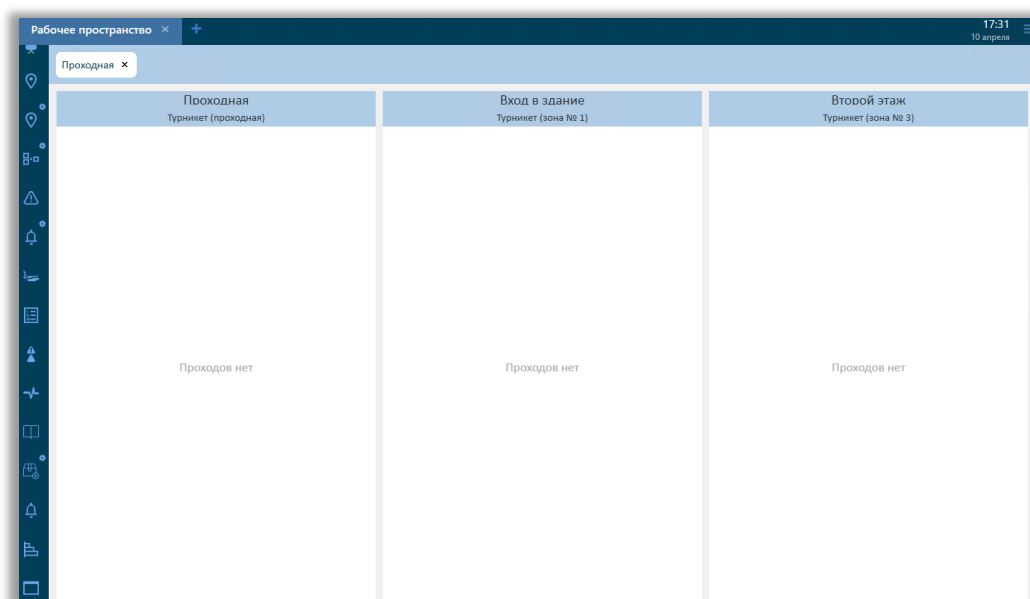 Рабочее пространство
17:31
10 апреля
Проходная
Проходная
Турникет (проходная)
Вход в здание
Турникет (зона № 1)
Второй этаж
Турникет (зона № 3)
Проходов нет
Проходов нет
Проходов нет